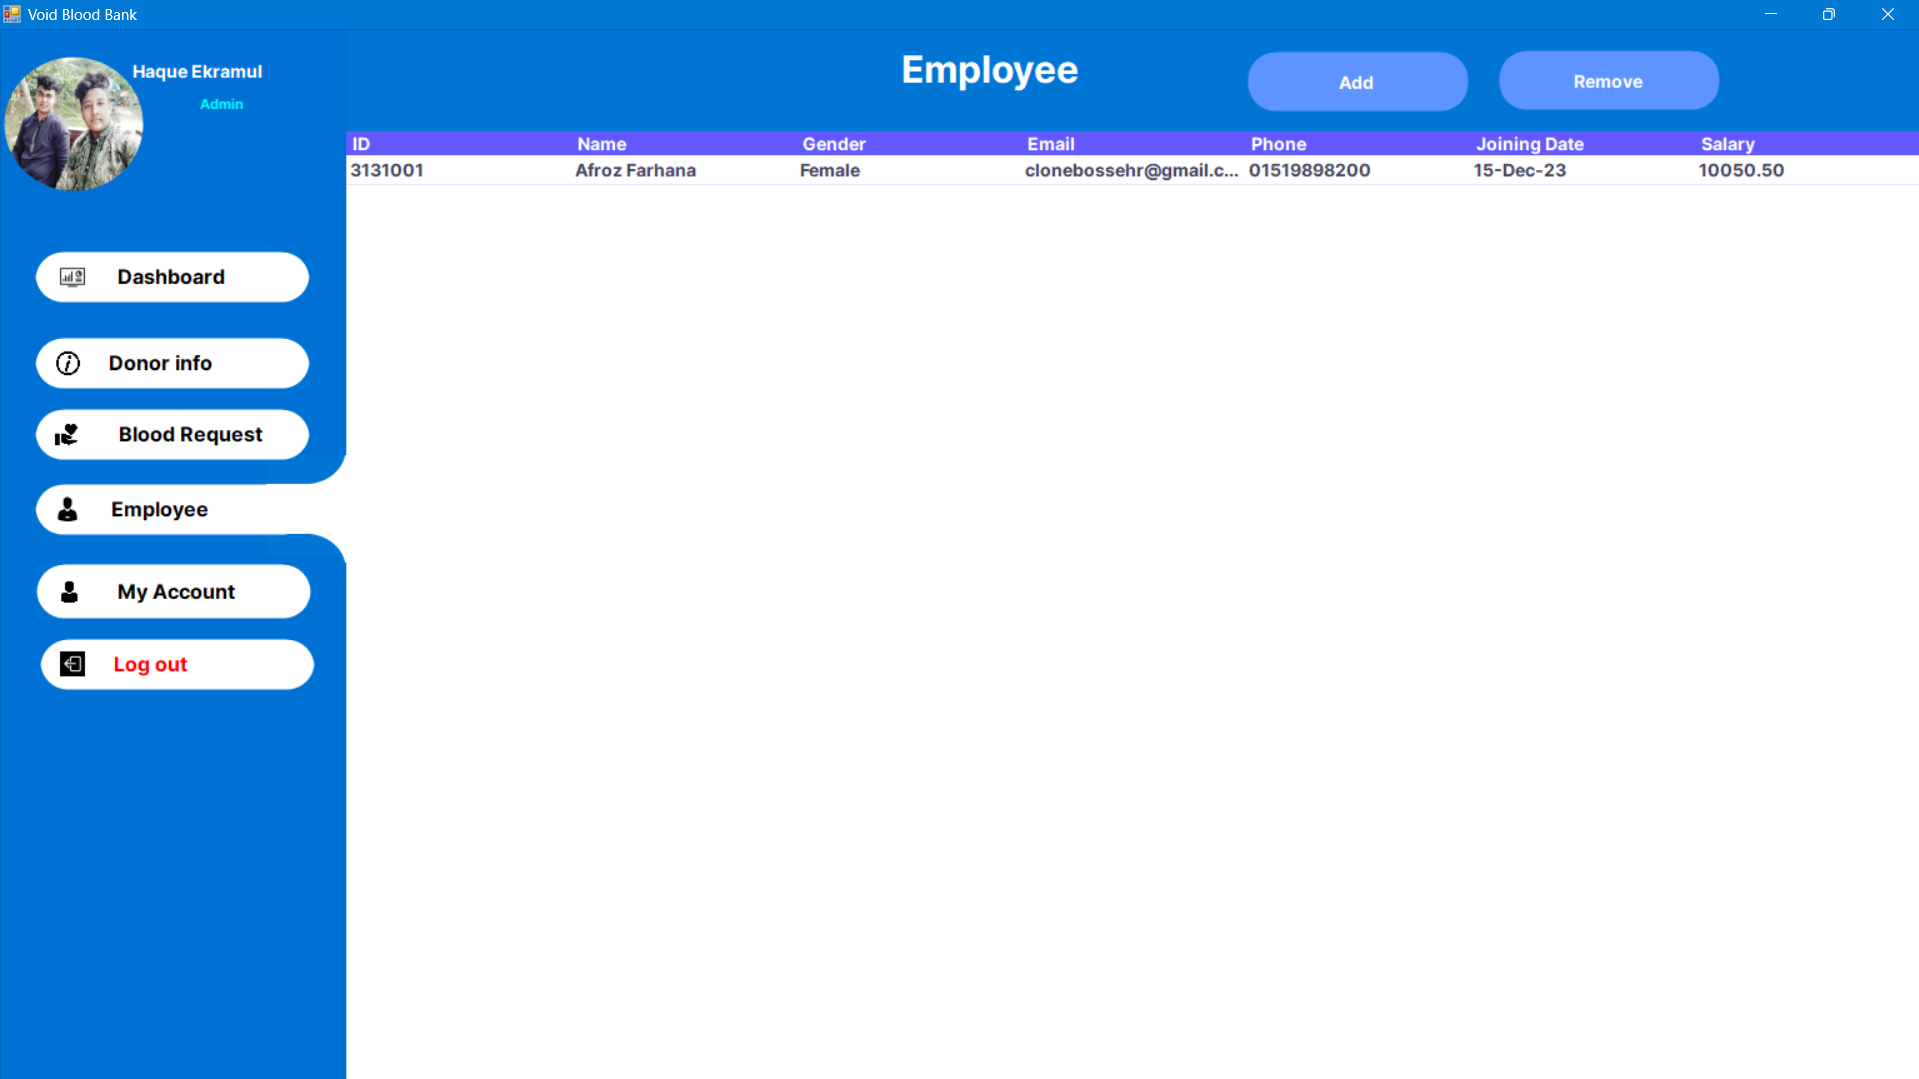 Void Blood Bank
Haque Ekramul
Admin
Employee
Add
Remove
ID Name Gender Email Phone Joining Date Salary
3131001 Afroz Farhana Female clonebossehr@gmail.c... 01519898200 15-Dec-23 10050.50
Dashboard
Donor info
Blood Request
Employee
My Account
Log out